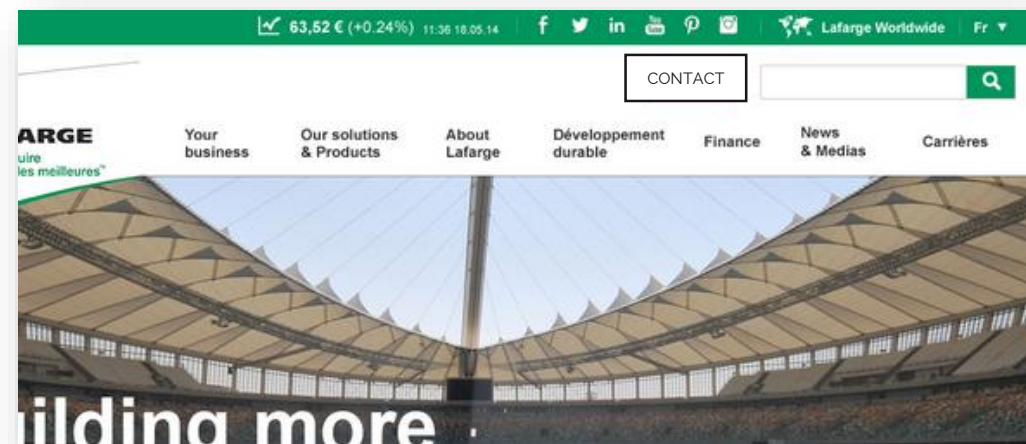 63,52 € (+0.24%) 11:36 18.05.14
Lafarge Worldwide
Fr
CONTACT
ARGE
uire
les meilleures™
Your
business
Our solutions
& Products
About
Lafarge
Développement
durable
Finance
News
& Medias
Carrières
ilding more